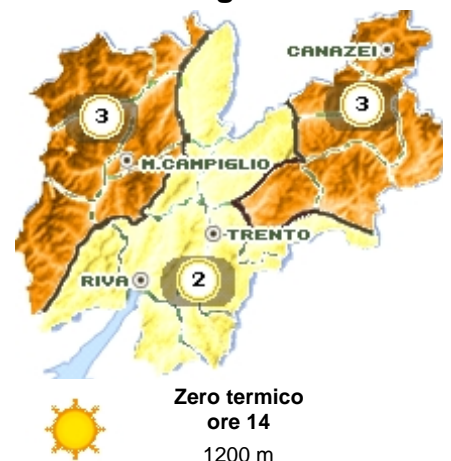 CANAZEI
3
3
M.CAMPIGLIO
TRENTO
RIVA
2
Zero termico
ore 14
1200 m